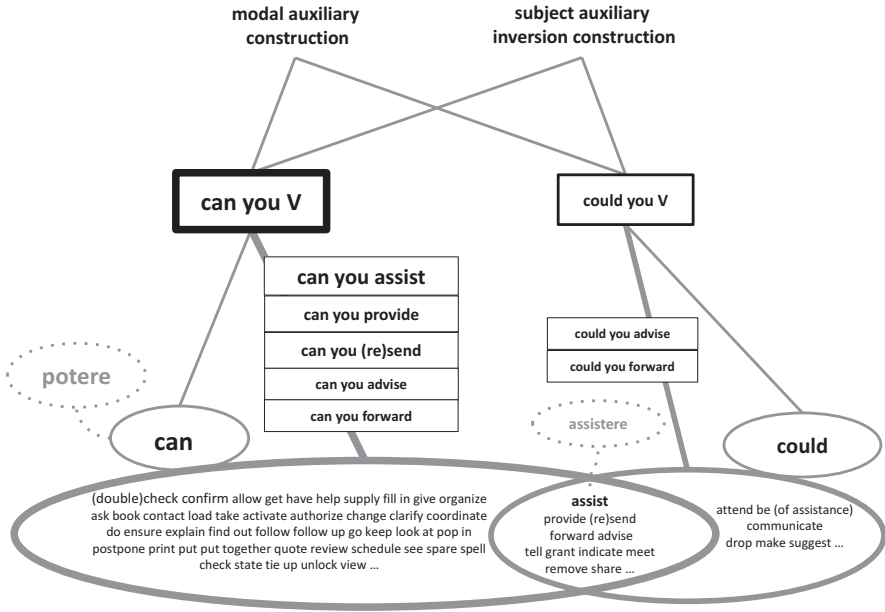 modal auxiliary
construction
subject auxiliary
inversion construction
can you V
could you V
can you assist
can you provide
can you (re)send
can you advise
can you forward
could you advise
could you forward
potere
assistere
can
could
(double)check confirm allow get have help supply fill in give organize
ask book contact load take activate authorize change clarify coordinate
do ensure explain find out follow follow up go keep look at pop in
postpone print put put together quote review schedule see spare spell
check state tie up unlock view ...
assist
provide (re)send
forward advise
tell grant indicate meet
remove share ...
attend be (of assistance)
communicate
drop make suggest ...